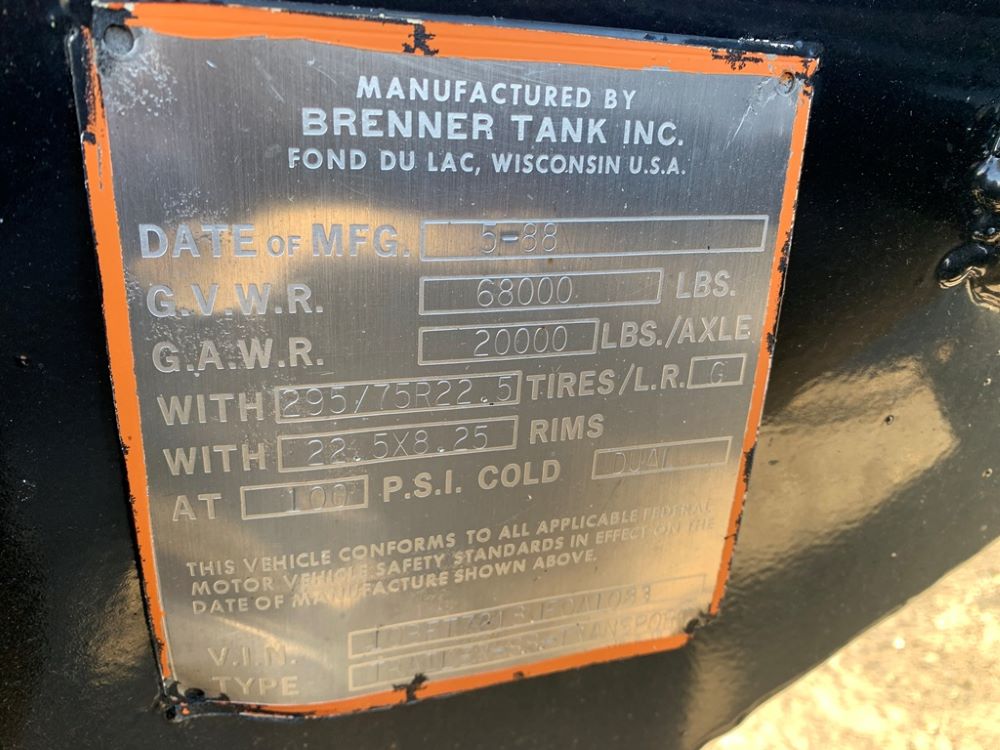 MANUFACTURED BY
BRENNER TANK INC.
FOND DU LAC, WISCONSIN U.S.A.
DATE OF MFG. 5-88
G.V.W.R. 68000 LBS.
G.A.W.R. 20000 LBS./AXLE
WITH 295/75R22.5 TIRES/L.R. G
WITH 22.5X8.25 RIMS
AT 100 P.S.I. COLD DUAL
THIS VEHICLE CONFORMS TO ALL APPLICABLE FEDERAL
MOTOR VEHICLE SAFETY STANDARDS IN EFFECT ON THE
DATE OF MANUFACTURE SHOWN ABOVE.
V.I.N.
TYPE